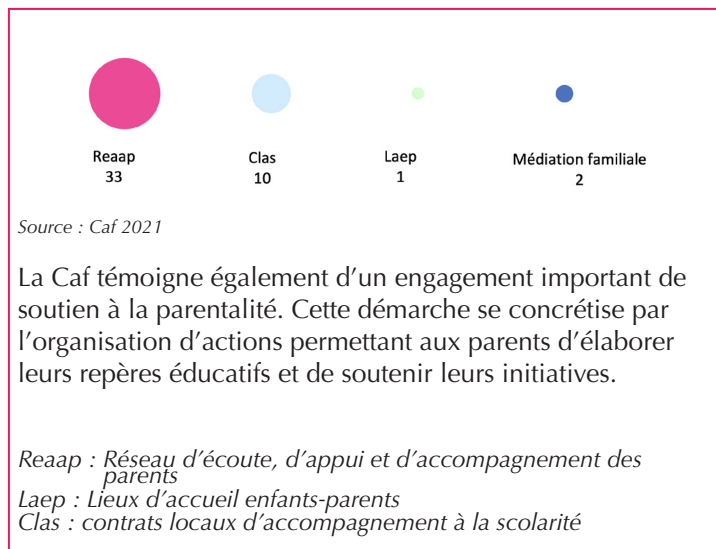 Reaap
33
Clas
10
Laep
1
Médiation familiale
2
Source : Caf 2021
La Caf témoigne également d’un engagement important de
soutien à la parentalité. Cette démarche se concrétise par
l’organisation d’actions permettant aux parents d’élaborer
leurs repères éducatifs et de soutenir leurs initiatives.
Reaap : Réseau d’écoute, d’appui et d’accompagnement des
parents
Laep : Lieux d’accueil enfants-parents
Clas : contrats locaux d’accompagnement à la scolarité